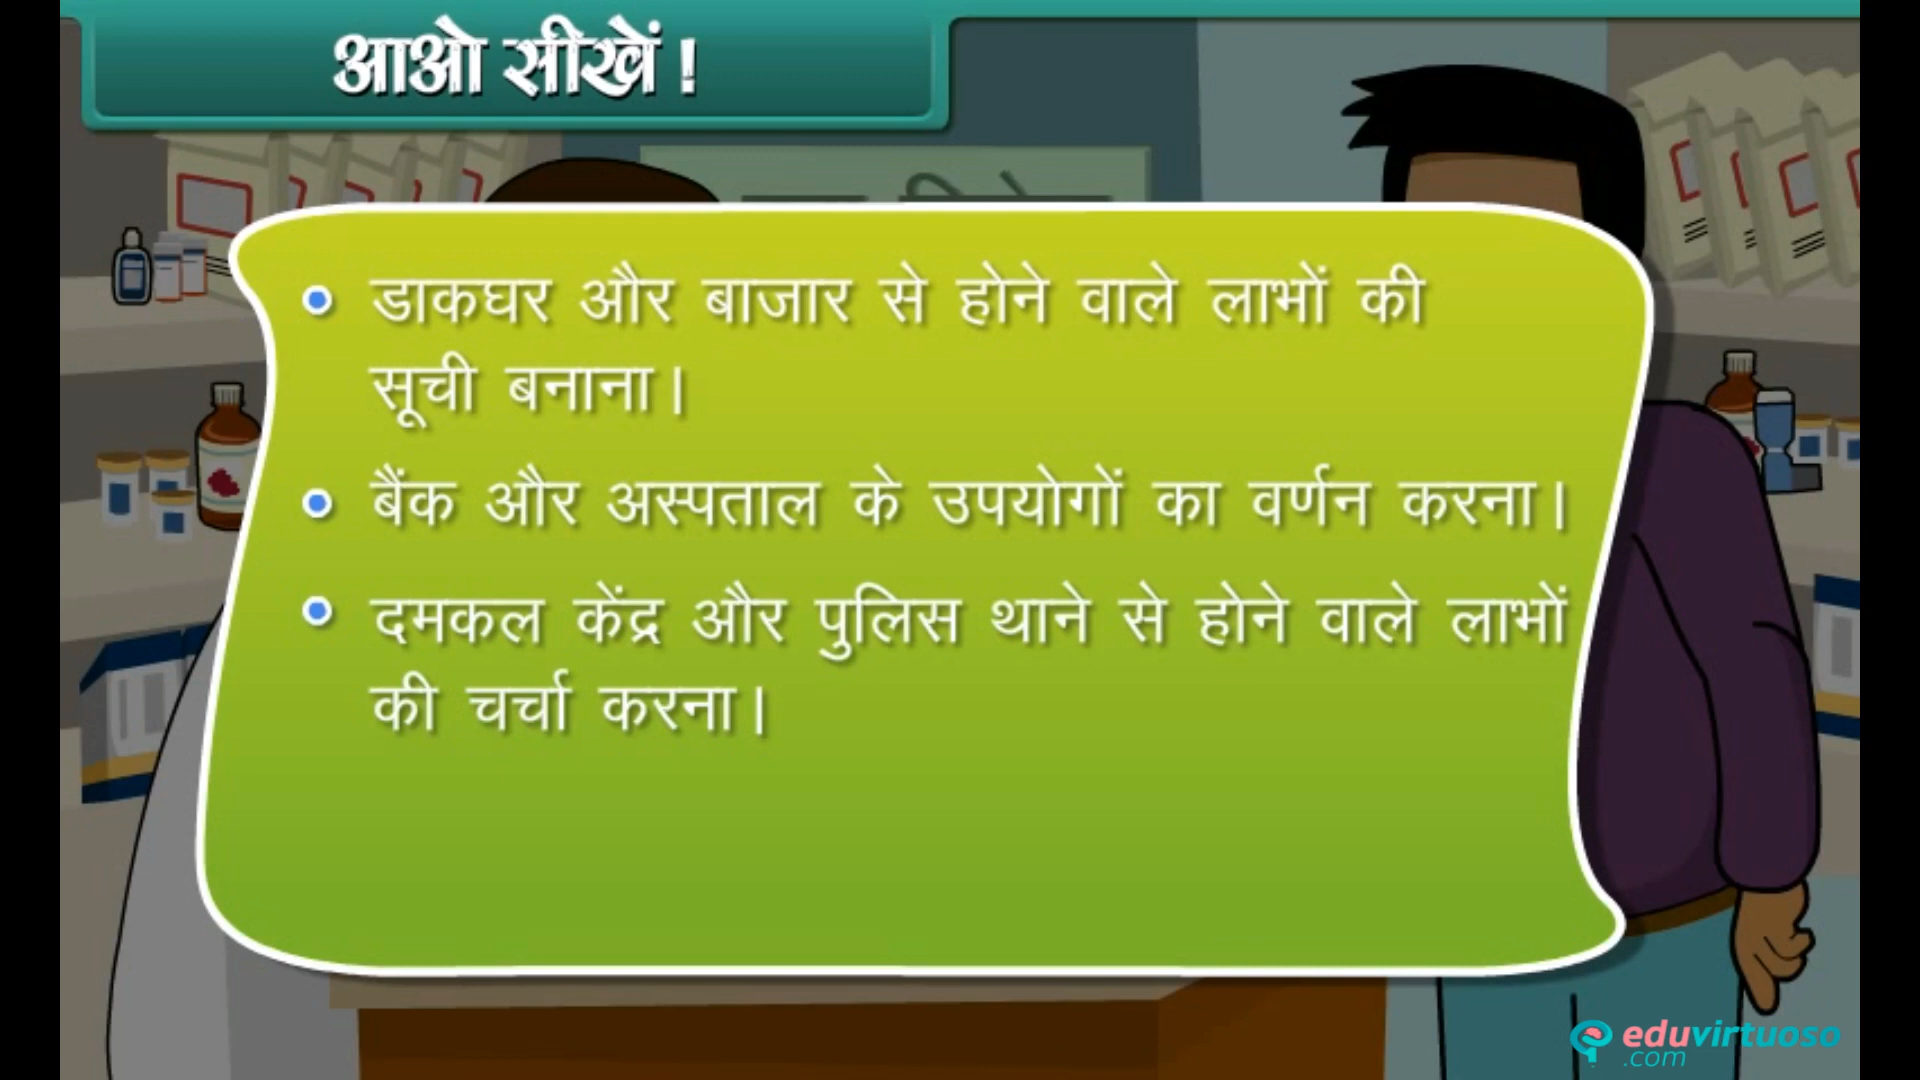 आओ सीखें !
डाकघर और बाजार से होने वाले लाभों की
सूची बनाना।
बैंक और अस्पताल के उपयोगों का वर्णन करना।
दमकल केंद्र और पुलिस थाने से होने वाले लाभों
की चर्चा करना।
eduvirtuoso
.com